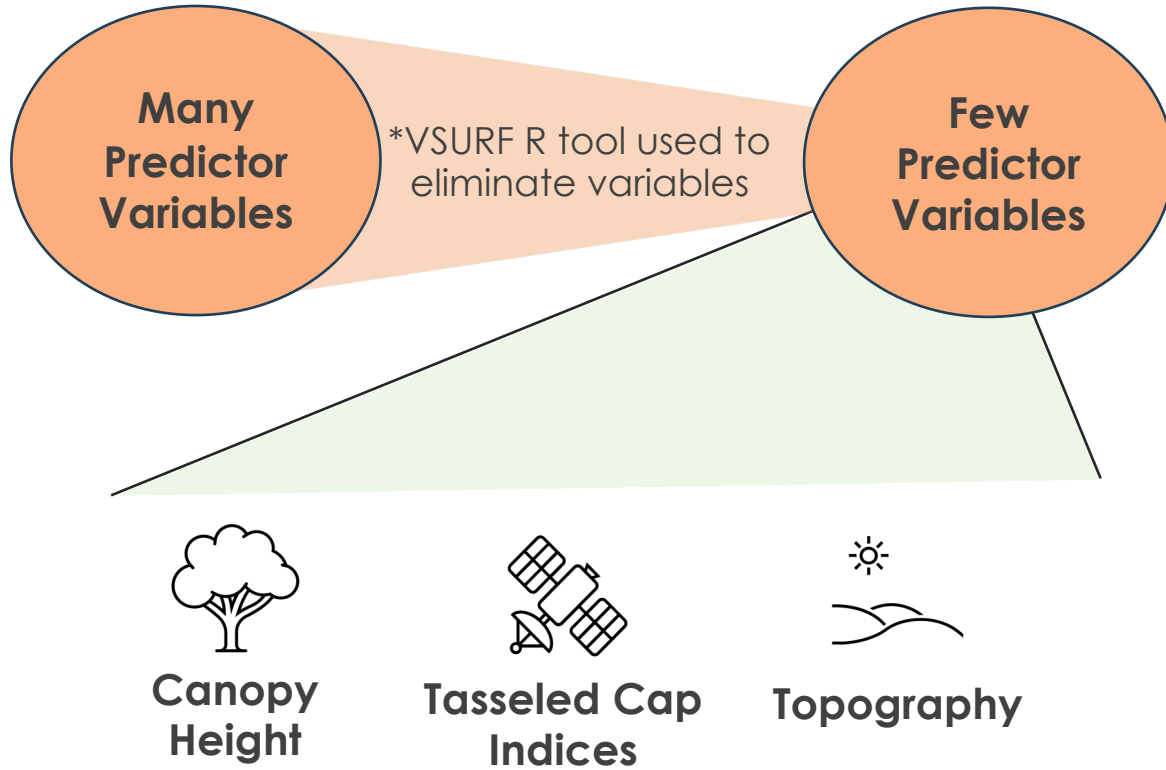 Many
Predictor
Variables
*VSURF R tool used to
eliminate variables
Few
Predictor
Variables
Canopy
Height
Tasseled Cap
Indices
Topography